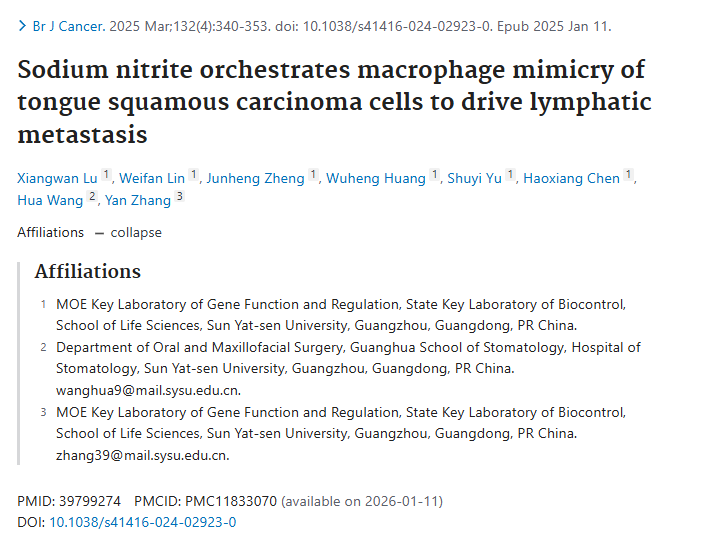 Br J Cancer. 2025 Mar;132(4):340-353. doi: 10.1038/s41416-024-02923-0. Epub 2025 Jan 11.
Sodium nitrite orchestrates macrophage mimicry of
tongue squamous carcinoma cells to drive lymphatic
metastasis
Xiangwan Lu 1, Weifan Lin 1, Junheng Zheng 1, Wuheng Huang 1, Shuyi Yu 1, Haoxiang Chen 1,
Hua Wang 2, Yan Zhang 3
Affiliations — collapse
Affiliations
1 MOE Key Laboratory of Gene Function and Regulation, State Key Laboratory of Biocontrol,
School of Life Sciences, Sun Yat-sen University, Guangzhou, Guangdong, PR China.
2 Department of Oral and Maxillofacial Surgery, Guanghua School of Stomatology, Hospital of
Stomatology, Sun Yat-sen University, Guangzhou, Guangdong, PR China.
wanghua9@mail.sysu.edu.cn.
3 MOE Key Laboratory of Gene Function and Regulation, State Key Laboratory of Biocontrol,
School of Life Sciences, Sun Yat-sen University, Guangzhou, Guangdong, PR China.
zhang39@mail.sysu.edu.cn.
PMID: 39799274 PMCID: PMC11833070 (available on 2026-01-11)
DOI: 10.1038/s41416-024-02923-0